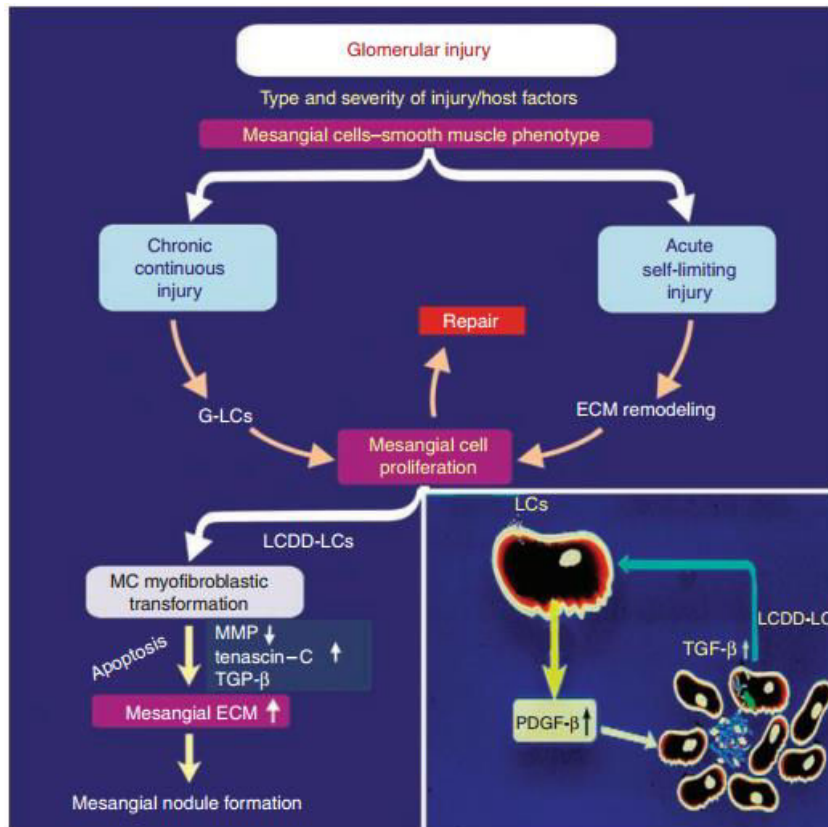 Glomerular injury
Type and severity of injury/host factors
Mesangial cells–smooth muscle phenotype
Chronic
continuous
injury
Acute
self-limiting
injury
Repair
G-LCs
ECM remodeling
Mesangial cell
proliferation
LCDD-LCs
MC myofibroblastic
transformation
Apoptosis
MMP
tenascin–C
TGP-β
Mesangial ECM
Mesangial nodule formation
LCs
LCDD-LC
TGF-β
PDGF-β